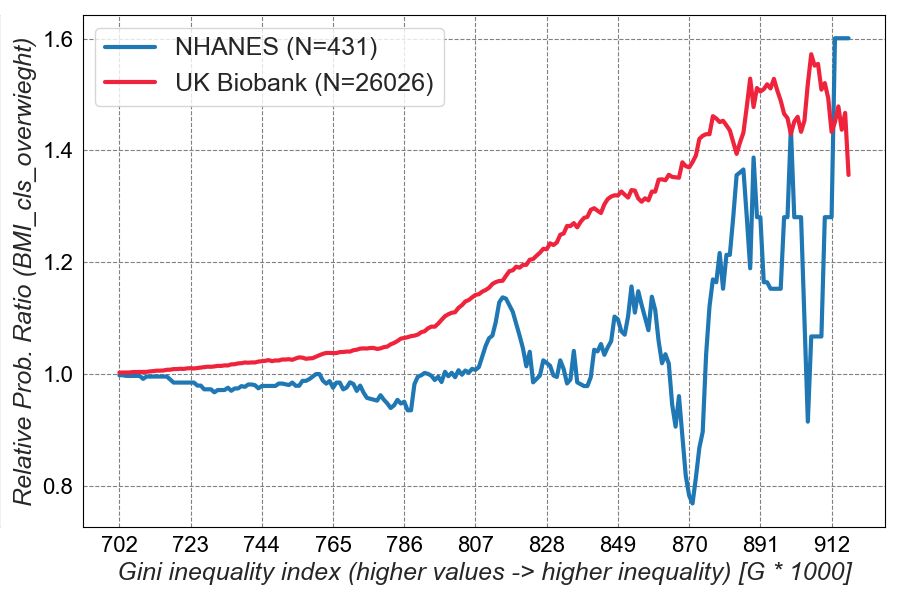 NHANES (N=431)
UK Biobank (N=26026)
Relative Prob. Ratio (BMI_cls_overwieght)
1.6
1.4
1.2
1.0
0.8
702 723 744 765 786 807 828 849 870 891 912
Gini inequality index (higher values -> higher inequality) [G * 1000]